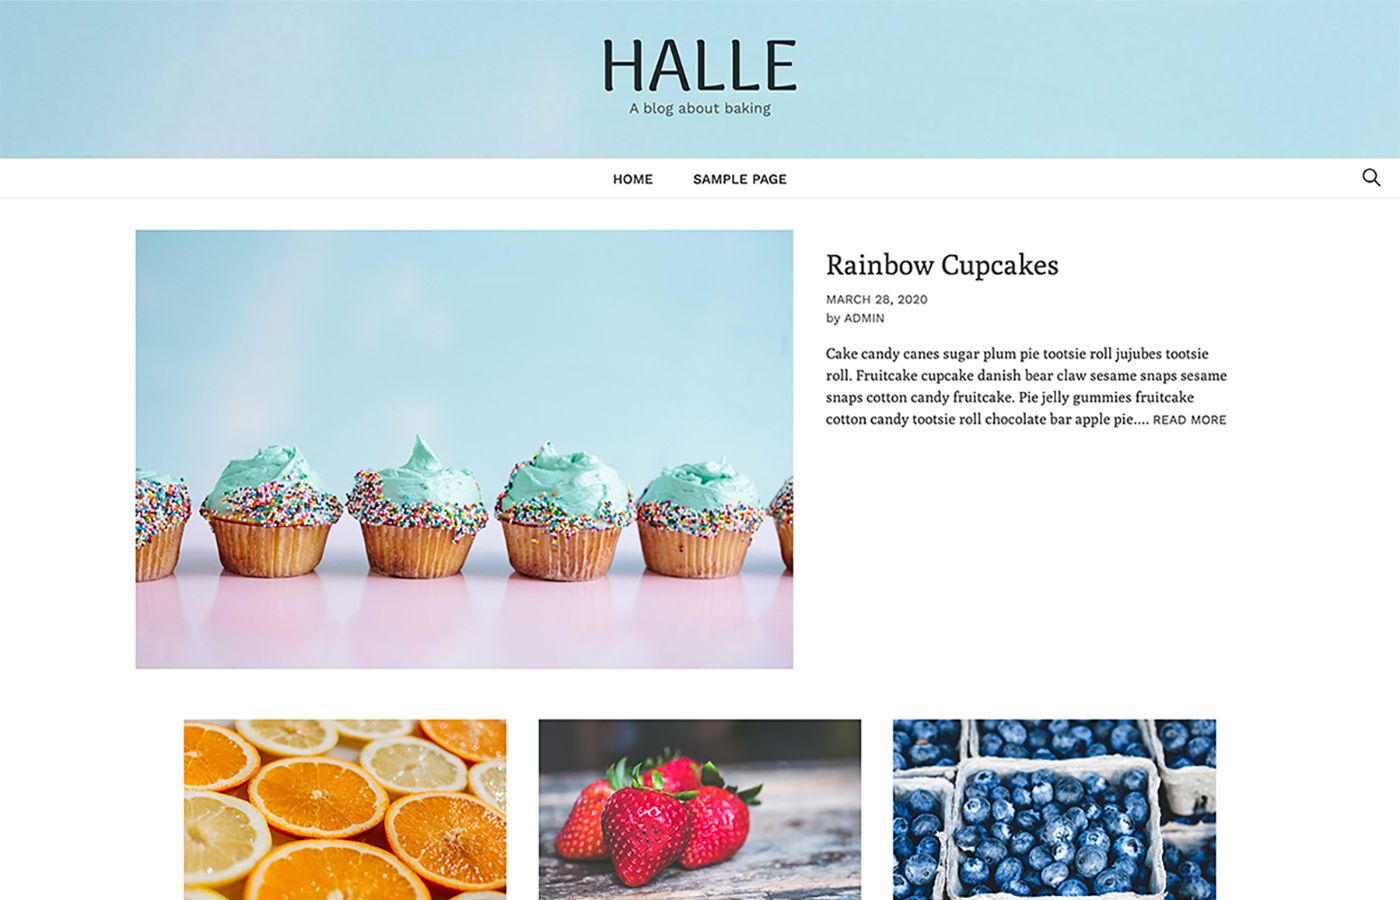 HALLE
A blog about baking
HOME SAMPLE PAGE
Rainbow Cupcakes
MARCH 28, 2020
by ADMIN
Cake candy canes sugar plum pie tootsie roll jujubes tootsie
roll. Fruitcake cupcake danish bear claw sesame snaps sesame
snaps cotton candy fruitcake. Pie jelly gummies fruitcake
cotton candy tootsie roll chocolate bar apple pie.... READ MORE